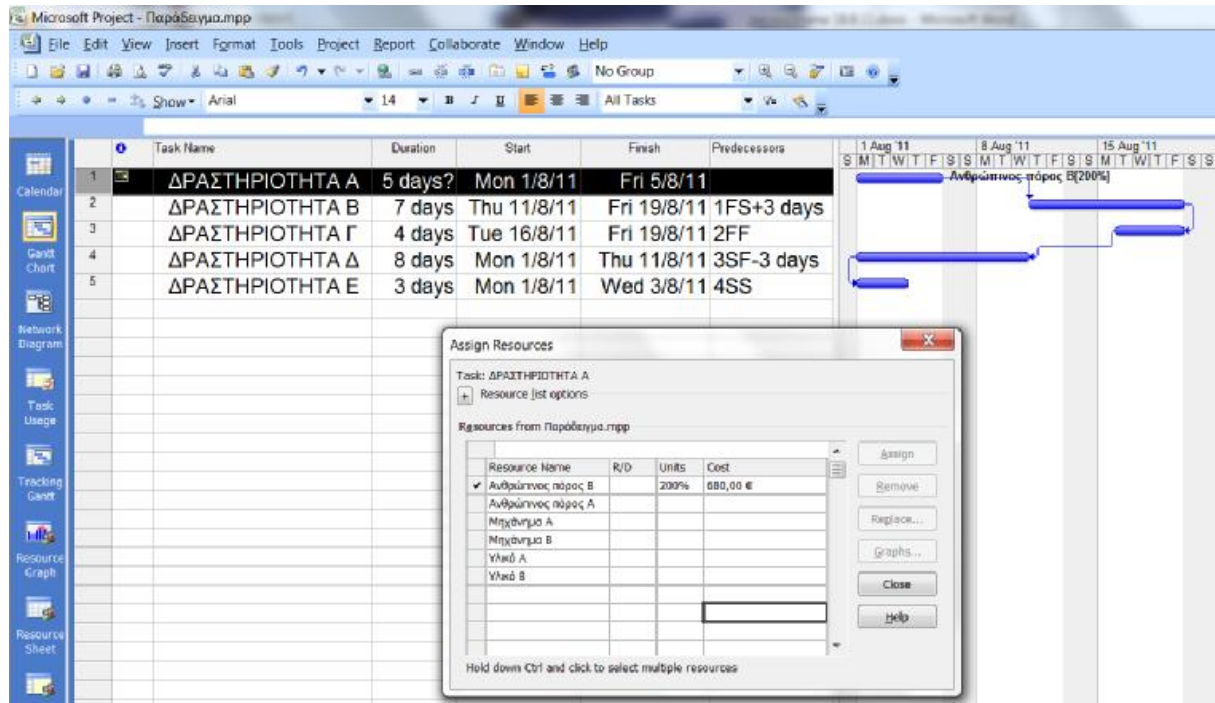 Microsoft Project - Παράδειγμα.mpp
File Edit View Insert Format Tools Project Report Collaborate Window Help
No Group
Show Arial 14 B I U All Tasks
Task Name Duration Start Finish Predecessors 1 Aug '11 8 Aug '11 15 Aug '11
S M T W T F S S M T W T F S S M T W T F S S
1 ΔΡΑΣΤΗΡΙΟΤΗΤΑ Α 5 days? Mon 1/8/11 Fri 5/8/11 Ανθρώπινος πόρος Β[200%]
2 ΔΡΑΣΤΗΡΙΟΤΗΤΑ Β 7 days Thu 11/8/11 Fri 19/8/11 1FS+3 days
3 ΔΡΑΣΤΗΡΙΟΤΗΤΑ Γ 4 days Tue 16/8/11 Fri 19/8/11 2FF
4 ΔΡΑΣΤΗΡΙΟΤΗΤΑ Δ 8 days Mon 1/8/11 Thu 11/8/11 3SF-3 days
5 ΔΡΑΣΤΗΡΙΟΤΗΤΑ Ε 3 days Mon 1/8/11 Wed 3/8/11 4SS
Calendar
Gantt
Chart
Network
Diagram
Task
Usage
Tracking
Gantt
Resource
Graph
Resource
Sheet
Assign Resources
Task: ΔΡΑΣΤΗΡΙΟΤΗΤΑ Α
+ Resource list options
Resources from Παράδειγμα.mpp
Resource Name R/D Units Cost
Ανθρώπινος πόρος Β 200% 680,00 €
Ανθρώπινος πόρος Α
Μηχάνημα Α
Μηχάνημα Β
Υλικό Α
Υλικό Β
Assign
Remove
Replace...
Graphs...
Close
Help
Hold down Ctrl and click to select multiple resources